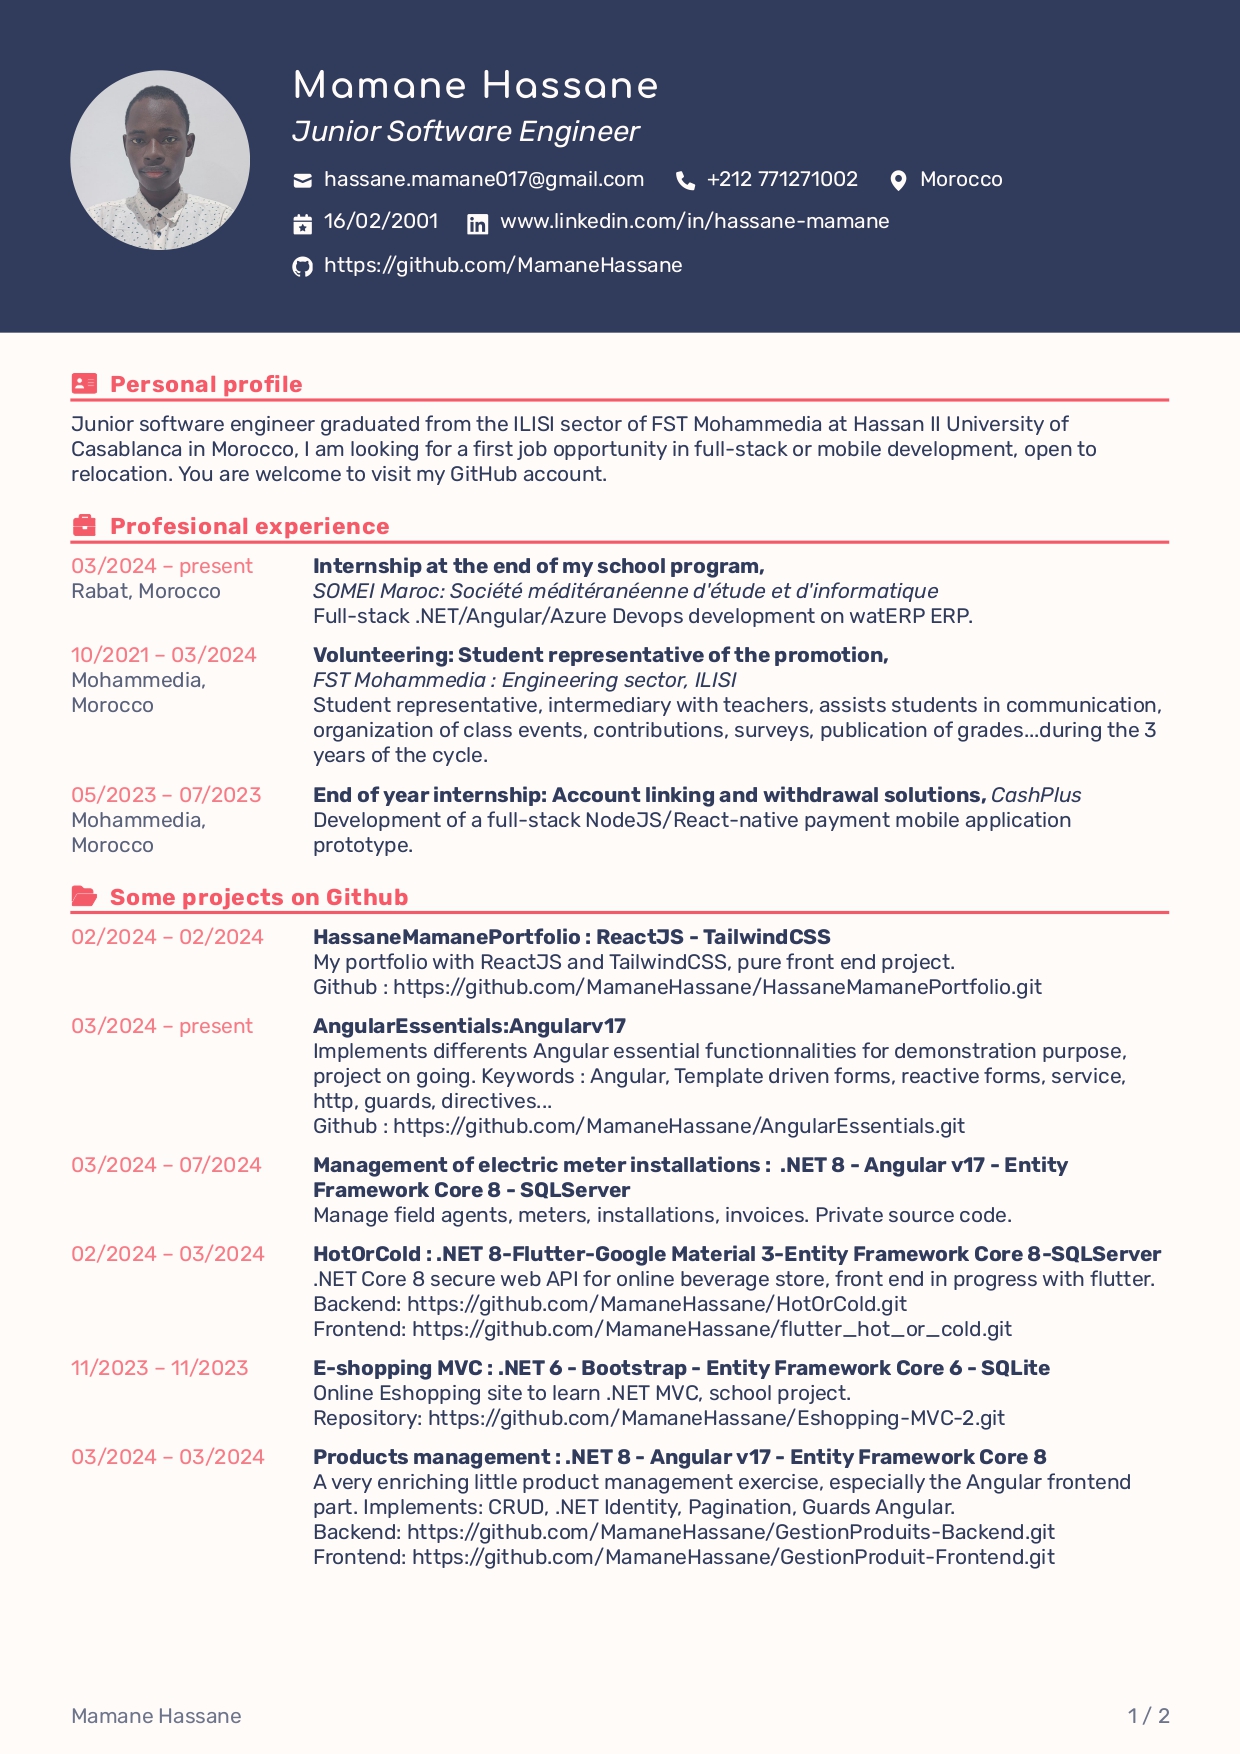 Mamane Hassane
Junior Software Engineer
hassane.mamane017@gmail.com +212 771271002 Morocco
16/02/2001 www.linkedin.com/in/hassane-mamane
https://github.com/MamaneHassane
Personal profile
Junior software engineer graduated from the ILISI sector of FST Mohammedia at Hassan II University of
Casablanca in Morocco, I am looking for a first job opportunity in full-stack or mobile development, open to
relocation. You are welcome to visit my GitHub account.
Profesional experience
03/2024 – present
Rabat, Morocco
Internship at the end of my school program,
SOMEI Maroc: Société méditéranéenne d'étude et d'informatique
Full-stack .NET/Angular/Azure Devops development on watERP ERP.
10/2021 – 03/2024
Mohammedia,
Morocco
Volunteering: Student representative of the promotion,
FST Mohammedia : Engineering sector, ILISI
Student representative, intermediary with teachers, assists students in communication,
organization of class events, contributions, surveys, publication of grades...during the 3
years of the cycle.
05/2023 – 07/2023
Mohammedia,
Morocco
End of year internship: Account linking and withdrawal solutions, CashPlus
Development of a full-stack NodeJS/React-native payment mobile application
prototype.
Some projects on Github
02/2024 – 02/2024
HassaneMamanePortfolio : ReactJS - TailwindCSS
My portfolio with ReactJS and TailwindCSS, pure front end project.
Github : https://github.com/MamaneHassane/HassaneMamanePortfolio.git
03/2024 – present
AngularEssentials:Angularv17
Implements differents Angular essential functionnalities for demonstration purpose,
project on going. Keywords : Angular, Template driven forms, reactive forms, service,
http, guards, directives...
Github : https://github.com/MamaneHassane/AngularEssentials.git
03/2024 – 07/2024
Management of electric meter installations : .NET 8 - Angular v17 - Entity
Framework Core 8 - SQLServer
Manage field agents, meters, installations, invoices. Private source code.
02/2024 – 03/2024
HotOrCold : .NET 8-Flutter-Google Material 3-Entity Framework Core 8-SQLServer
.NET Core 8 secure web API for online beverage store, front end in progress with flutter.
Backend: https://github.com/MamaneHassane/HotOrCold.git
Frontend: https://github.com/MamaneHassane/flutter_hot_or_cold.git
11/2023 – 11/2023
E-shopping MVC : .NET 6 - Bootstrap - Entity Framework Core 6 - SQLite
Online Eshopping site to learn .NET MVC, school project.
Repository: https://github.com/MamaneHassane/Eshopping-MVC-2.git
03/2024 – 03/2024
Products management : .NET 8 - Angular v17 - Entity Framework Core 8
A very enriching little product management exercise, especially the Angular frontend
part. Implements: CRUD, .NET Identity, Pagination, Guards Angular.
Backend: https://github.com/MamaneHassane/GestionProduits-Backend.git
Frontend: https://github.com/MamaneHassane/GestionProduit-Frontend.git
Mamane Hassane 1 / 2